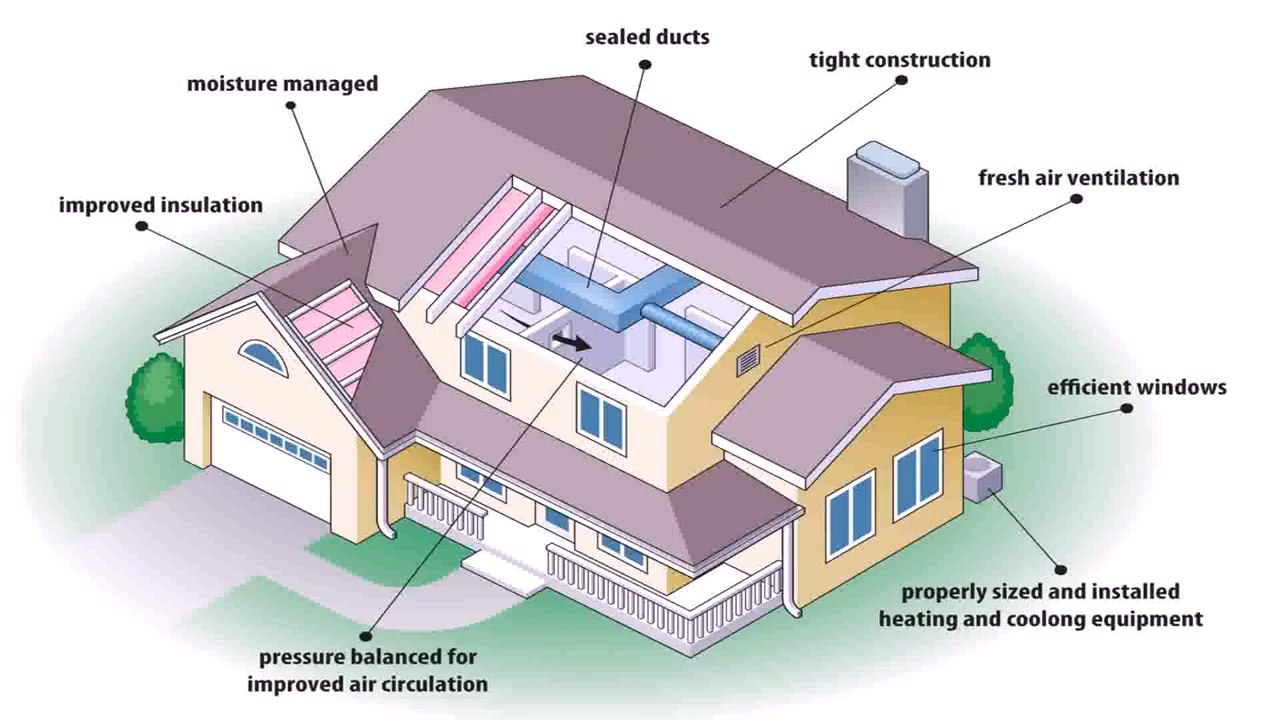 sealed ducts
tight construction
moisture managed
fresh air ventilation
improved insulation
efficient windows
properly sized and installed
heating and coolong equipment
pressure balanced for
improved air circulation